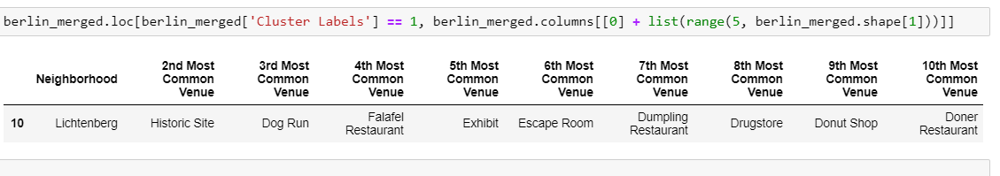 berlin_merged.loc[berlin_merged['Cluster Labels'] == 1, berlin_merged.columns[[0] + list(range(5, berlin_merged.shape[1]))]]
2nd Most 3rd Most 4th Most 5th Most 6th Most 7th Most 8th Most 9th Most 10th Most
Neighborhood Common Common Common Common Common Common Common Common Common
Venue Venue Venue Venue Venue Venue Venue Venue Venue
Falafel Dumpling Doner
10 Lichtenberg Historic Site Dog Run Exhibit Escape Room Drugstore Donut Shop
Restaurant Restaurant Restaurant